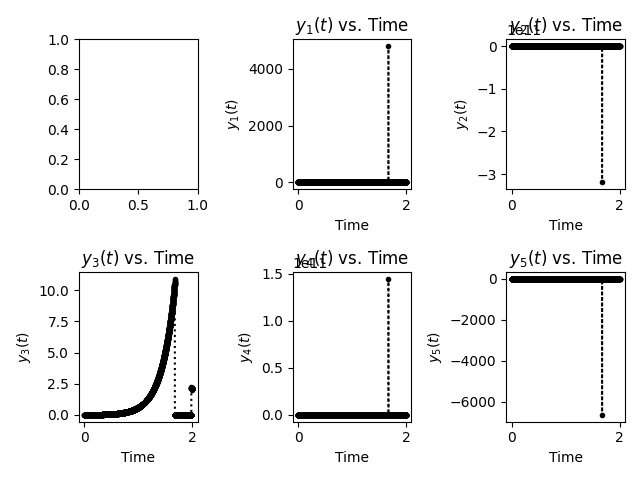 1.0
0.8
0.6
0.4
0.2
0.0
0.0 0.5 1.0
y₁(t) vs. Time
4000
2000
0
y₁(t)
0 2
Time
y₂(t) vs. Time
1e11
0
−1
−2
−3
y₂(t)
0 2
Time
y₃(t) vs. Time
10.0
7.5
5.0
2.5
0.0
y₃(t)
0 2
Time
y₄(t) vs. Time
1e11
1.5
1.0
0.5
0.0
y₄(t)
0 2
Time
y₅(t) vs. Time
0
−2000
−4000
−6000
y₅(t)
0 2
Time